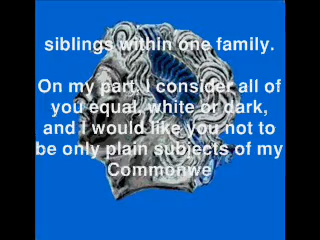 siblings within one family.
On my part, I consider all of
you equal, white or dark,
and I would like you not to
be only plain subjects of my
Commonwe